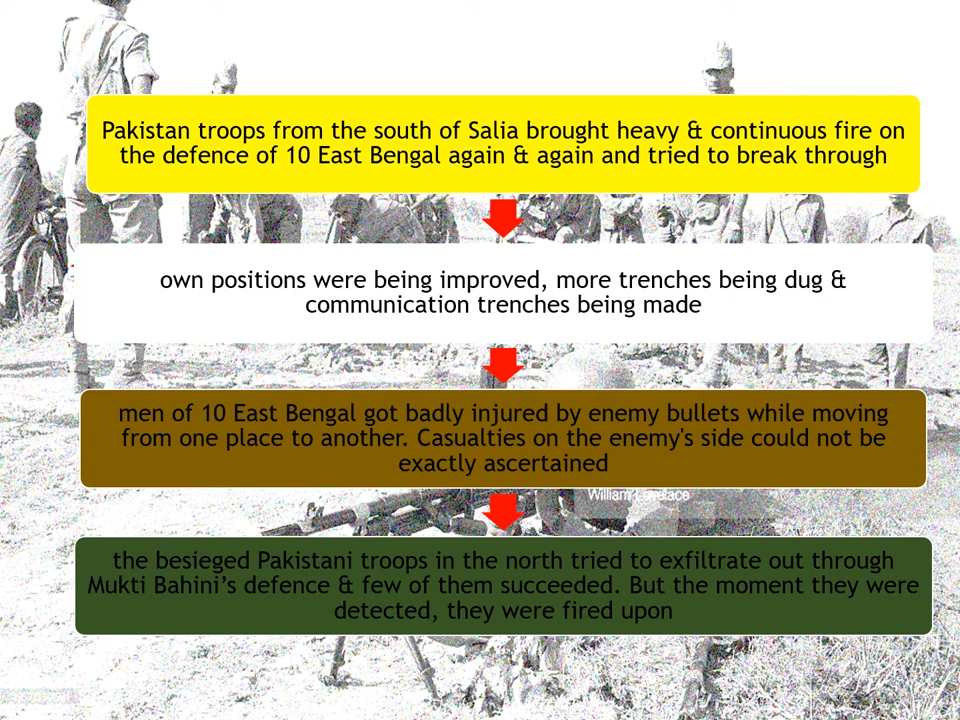 Pakistan troops from the south of Salia brought heavy & continuous fire on
the defence of 10 East Bengal again & again and tried to break through
own positions were being improved, more trenches being dug &
communication trenches being made
men of 10 East Bengal got badly injured by enemy bullets while moving
from one place to another. Casualties on the enemy's side could not be
exactly ascertained
William Lovelace
the besieged Pakistani troops in the north tried to exfiltrate out through
Mukti Bahini’s defence & few of them succeeded. But the moment they were
detected, they were fired upon